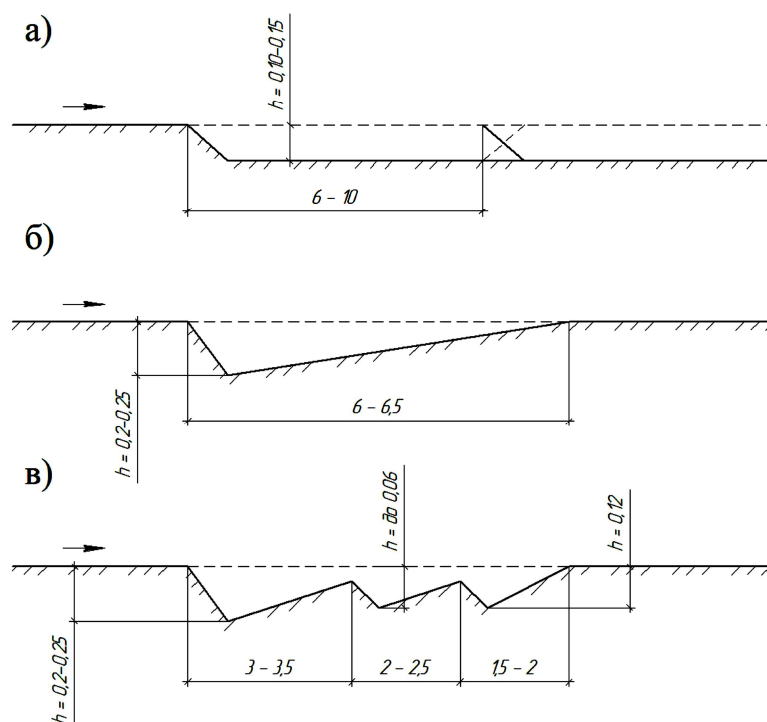 а)
h = 0,10-0,15
6 - 10
б)
h = 0,2-0,25
6 - 6,5
в)
h = до 0,06
h = 0,12
h = 0,2-0,25
3 - 3,5
2 - 2,5
1,5 - 2